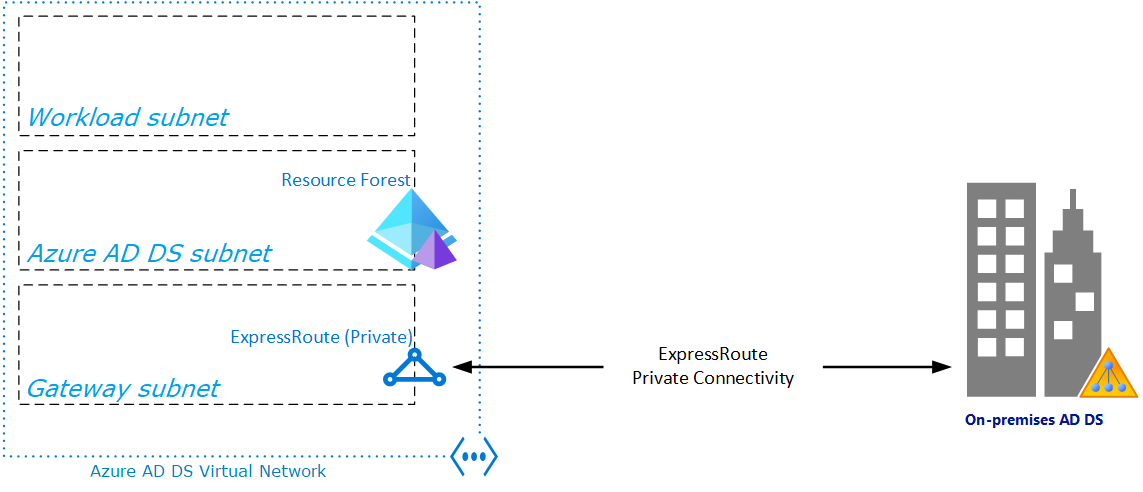 Workload subnet
Resource Forest
Azure AD DS subnet
ExpressRoute (Private)
Gateway subnet
Azure AD DS Virtual Network
ExpressRoute
Private Connectivity
On-premises AD DS